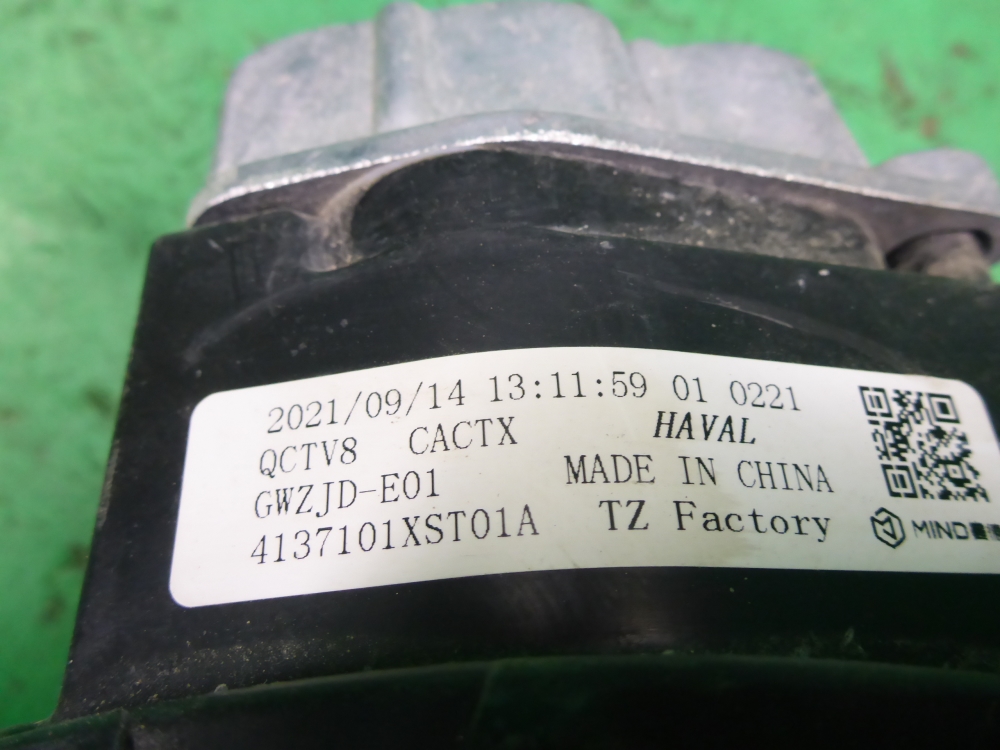 2021/09/14 13:11:59 01 0221
QCTV8 CACTX HAVAL
GWZJD-E01 MADE IN CHINA
4137101XST01A TZ Factory
MIND